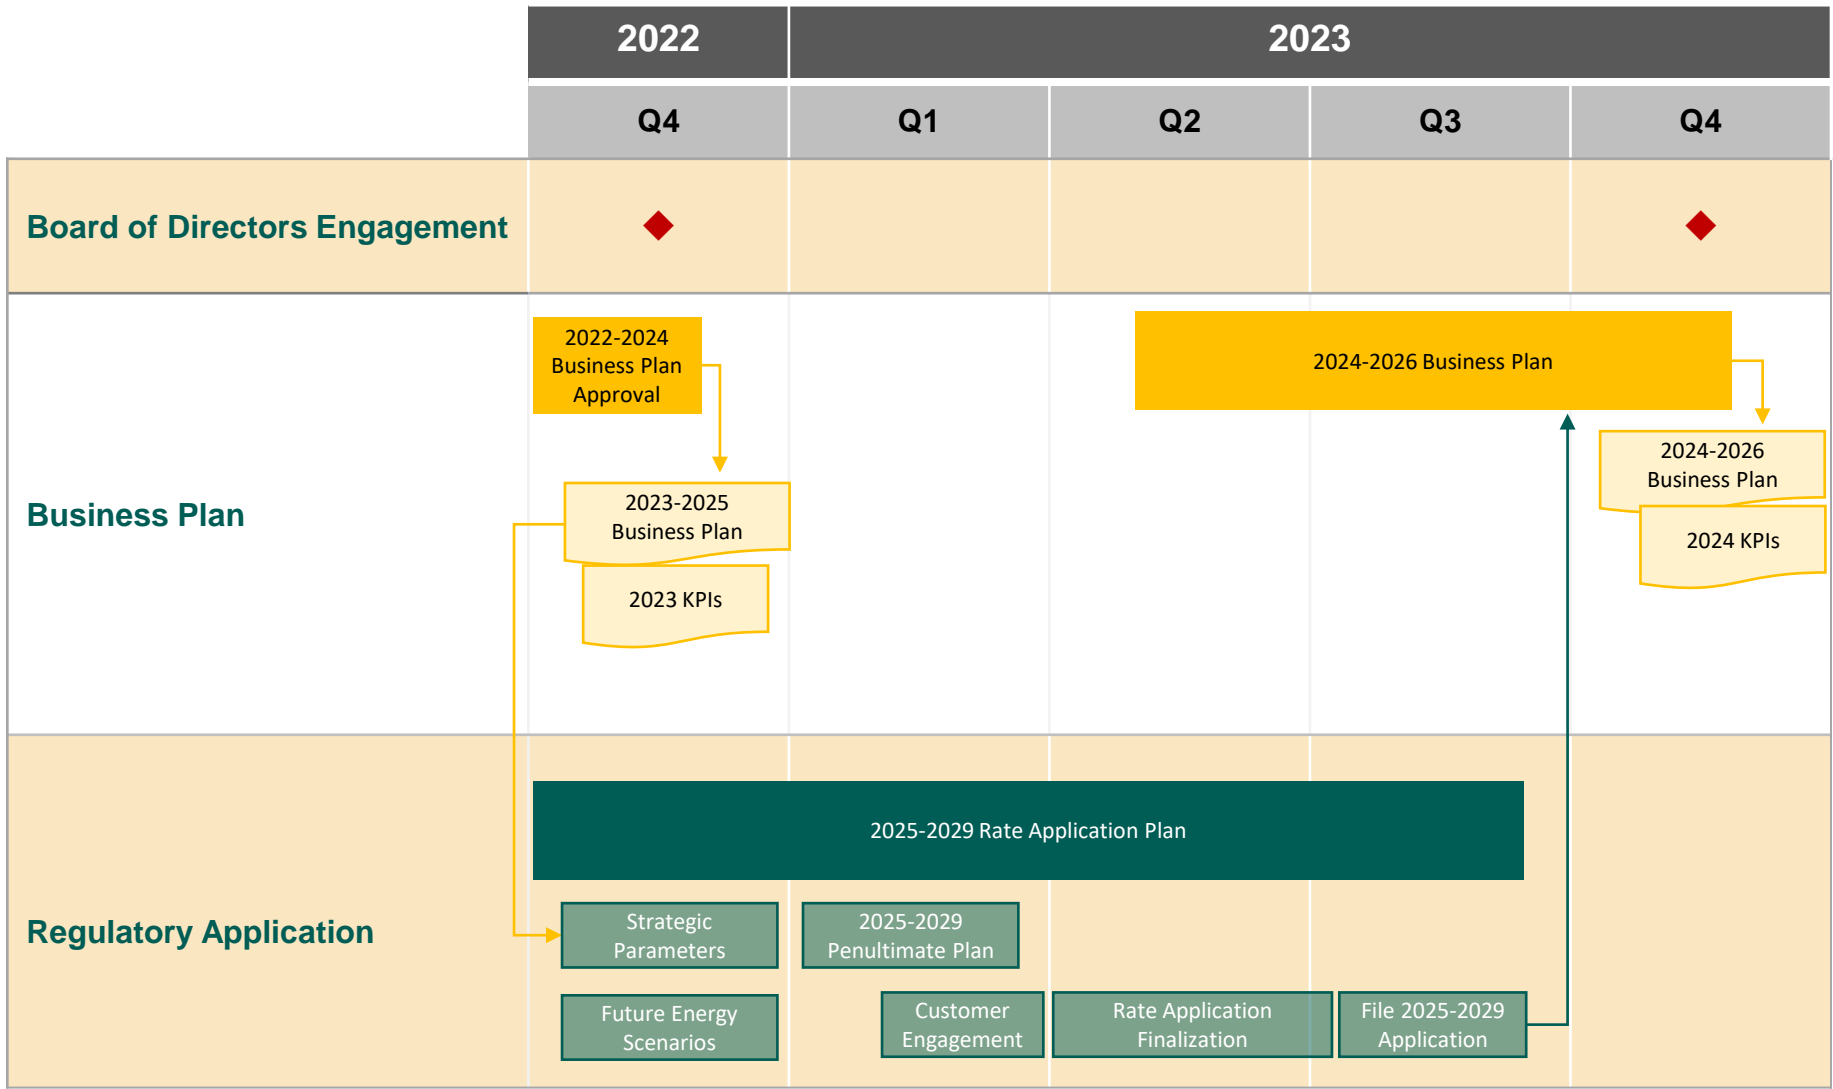 2022
2023
Q4
Q1
Q2
Q3
Q4
Board of Directors Engagement
Business Plan
2022-2024
Business Plan
Approval
2023-2025
Business Plan
2023 KPIs
2024-2026 Business Plan
2024-2026
Business Plan
2024 KPIs
Regulatory Application
2025-2029 Rate Application Plan
Strategic
Parameters
2025-2029
Penultimate Plan
Future Energy
Scenarios
Customer
Engagement
Rate Application
Finalization
File 2025-2029
Application